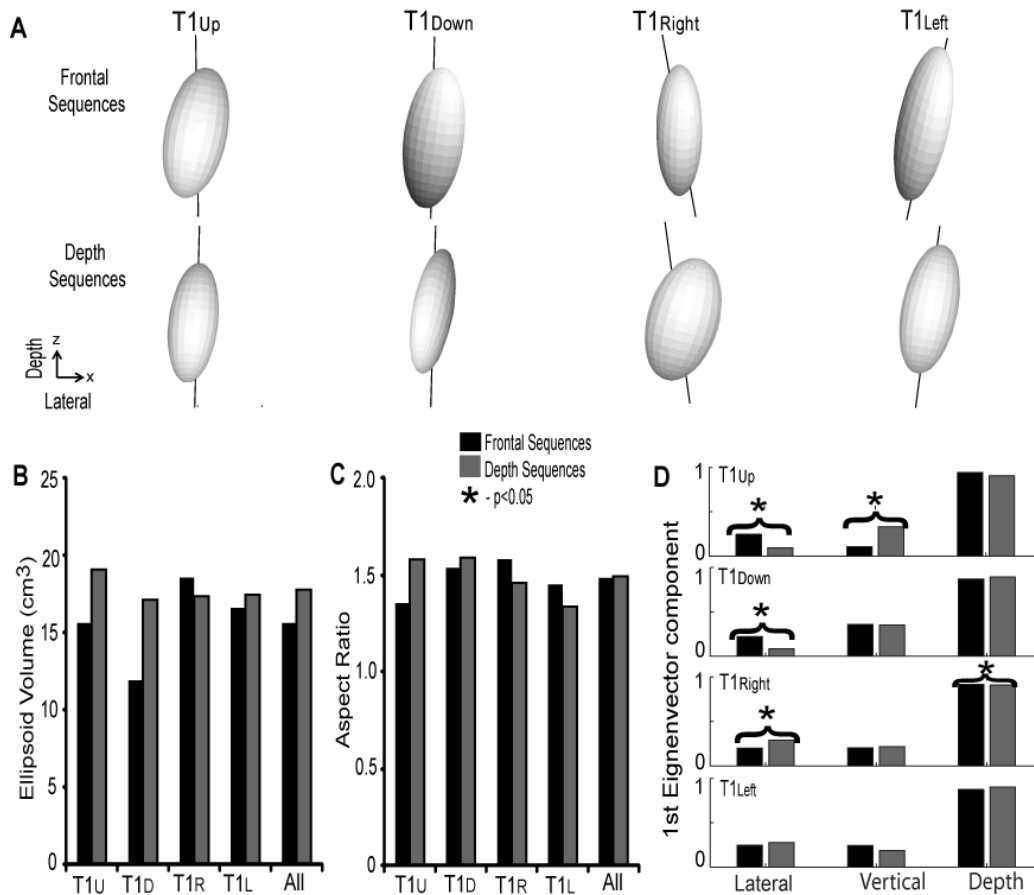 A
T1Up
T1Down
T1Right
T1Left
Frontal
Sequences
Depth
Sequences
Depth
z
x
Lateral
B
Ellipsoid Volume (cm3)
25
20
15
10
5
0
T1U
T1D
T1R
T1L
All
Frontal Sequences
Depth Sequences
* - p<0.05
C
Aspect Ratio
2.0
1.5
1.0
0.5
0.0
T1U
T1D
T1R
T1L
All
D
1st Eignenvector component
T1Up
1
0
*
*
T1Down
1
0
*
T1Right
1
0
*
*
T1Left
1
0
Lateral
Vertical
Depth